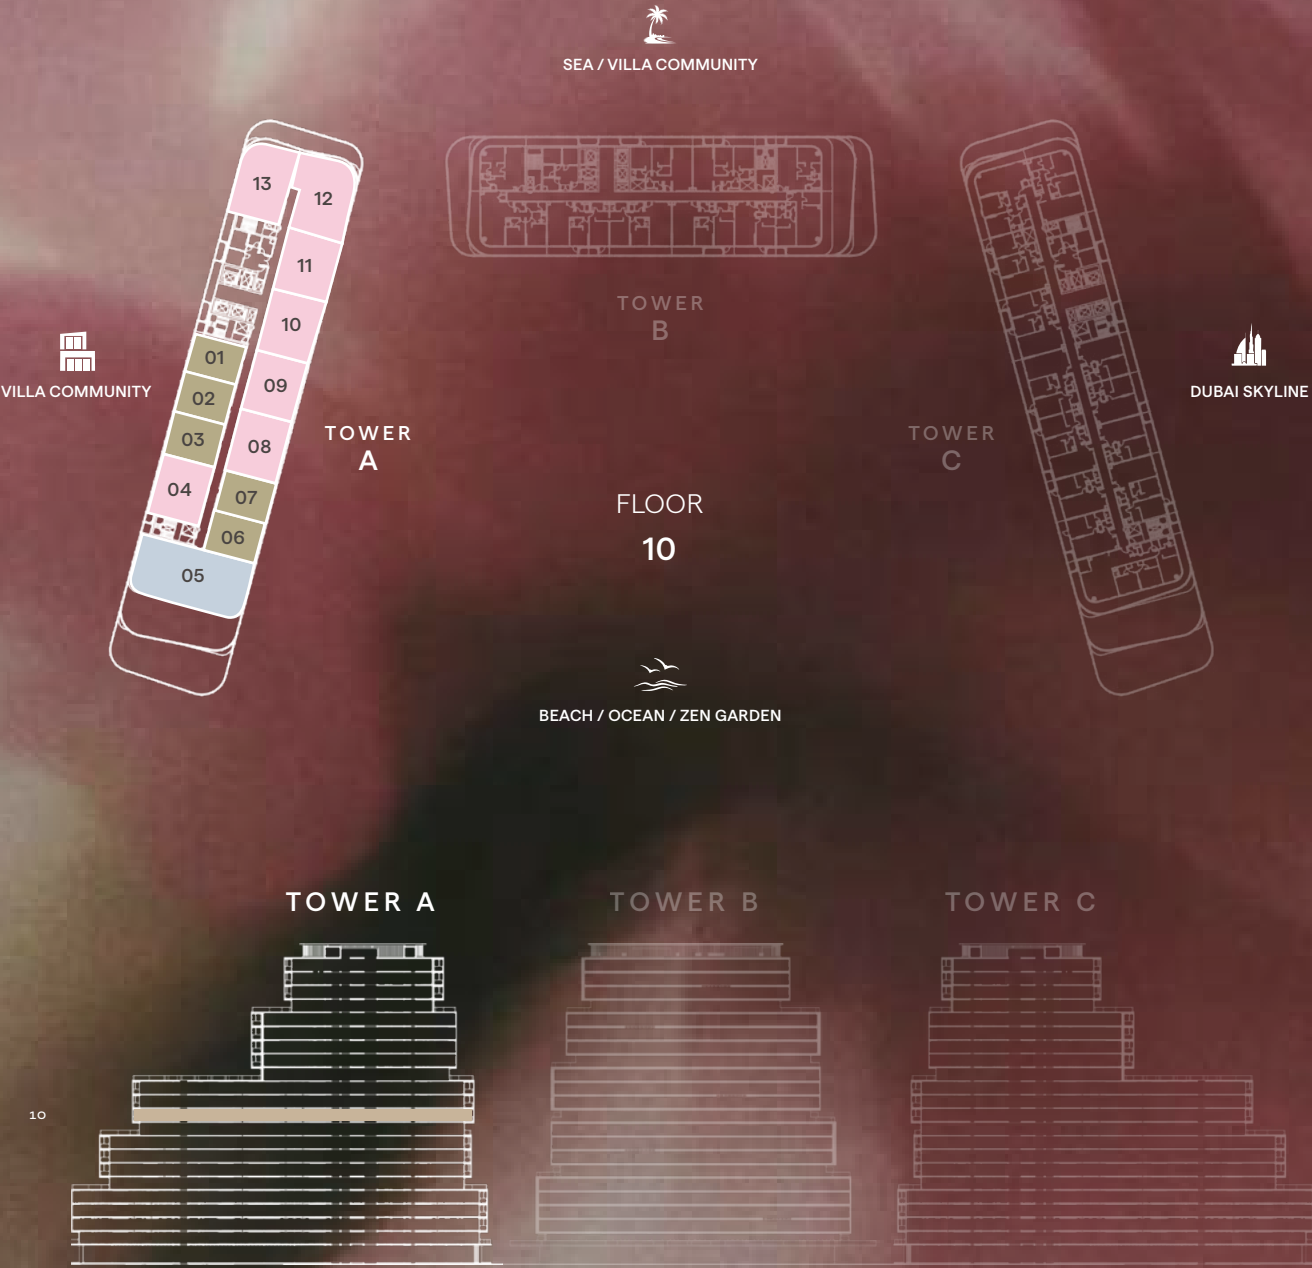 SEA / VILLA COMMUNITY
13
12
11
10
01
09
02
03
08
04
07
06
05
TOWER
A
TOWER
B
TOWER
C
VILLA COMMUNITY
DUBAI SKYLINE
FLOOR
10
BEACH / OCEAN / ZEN GARDEN
TOWER A
TOWER B
TOWER C
10